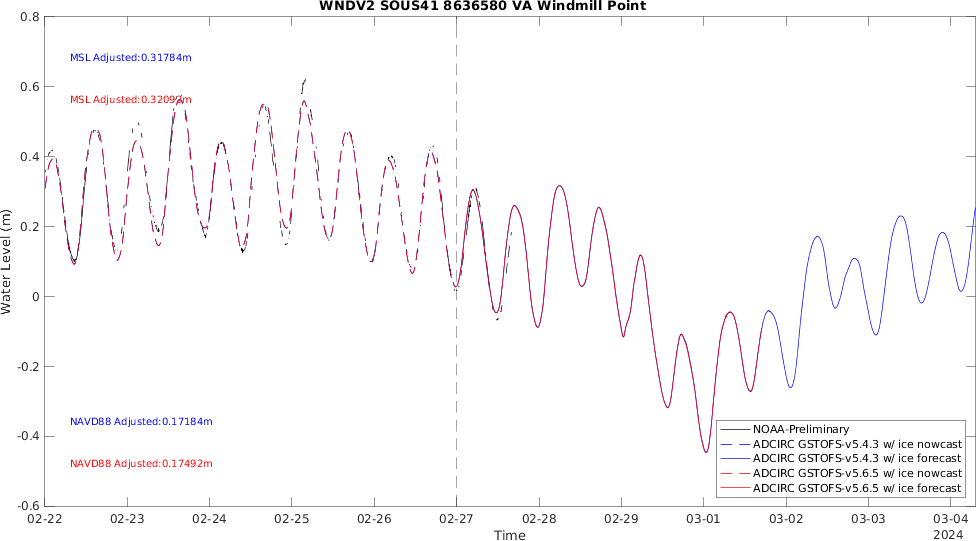 WNDV2 SOUS41 8636580 VA Windmill Point
0.8
0.6
0.4
0.2
0
-0.2
-0.4
-0.6
Water Level (m)
MSL Adjusted:0.31784m
MSL Adjusted:0.32092m
NAVD88 Adjusted:0.17184m
NAVD88 Adjusted:0.17492m
NOAA-Preliminary
ADCIRC GSTOFS-v5.4.3 w/ ice nowcast
ADCIRC GSTOFS-v5.4.3 w/ ice forecast
ADCIRC GSTOFS-v5.6.5 w/ ice nowcast
ADCIRC GSTOFS-v5.6.5 w/ ice forecast
02-22 02-23 02-24 02-25 02-26 02-27 02-28 02-29 03-01 03-02 03-03 03-04
Time
2024